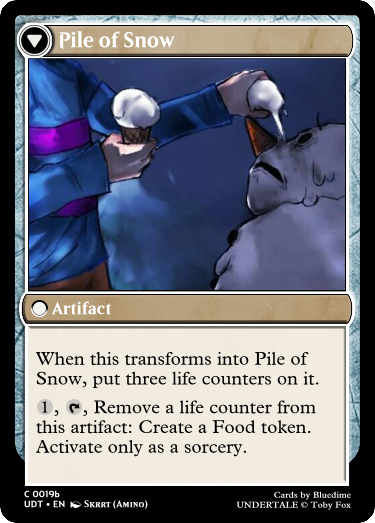 Pile of Snow
Artifact
When this transforms into Pile of
Snow, put three life counters on it.
1, , Remove a life counter from
this artifact: Create a Food token.
Activate only as a sorcery.
C 0019b
Cards by Bluedime
UDT • EN Skrrt (Amino)
UNDERTALE © Toby Fox